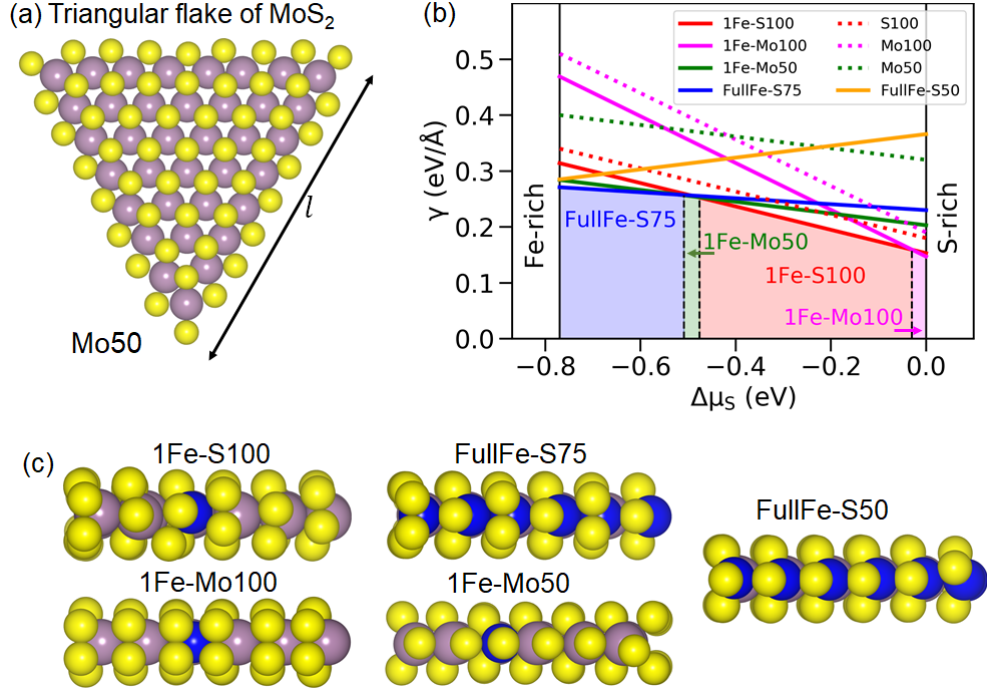 (a) Triangular flake of MoS₂
l
Mo50
(b)
γ (eV/Å)
0.5
0.4
0.3
0.2
0.1
0.0
1Fe-S100
1Fe-Mo100
1Fe-Mo50
FullFe-S75
S100
Mo100
Mo50
FullFe-S50
Fe-rich
S-rich
FullFe-S75
1Fe-Mo50
1Fe-S100
1Fe-Mo100
−0.8
−0.6
−0.4
−0.2
0.0
Δμ_S (eV)
(c)
1Fe-S100
FullFe-S75
FullFe-S50
1Fe-Mo100
1Fe-Mo50